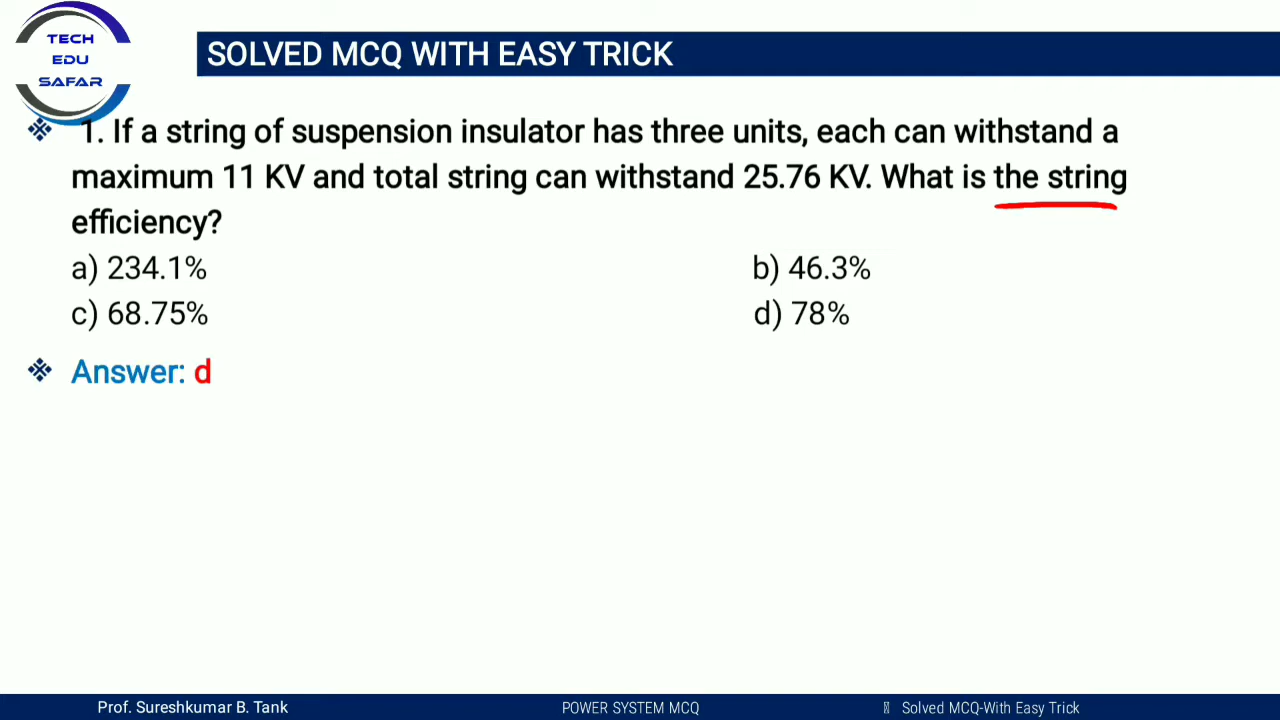 TECH
EDU
SAFAR
SOLVED MCQ WITH EASY TRICK
1. If a string of suspension insulator has three units, each can withstand a
maximum 11 KV and total string can withstand 25.76 KV. What is the string
efficiency?
a) 234.1% b) 46.3%
c) 68.75% d) 78%
Answer: d
Prof. Sureshkumar B. Tank POWER SYSTEM MCQ Solved MCQ-With Easy Trick